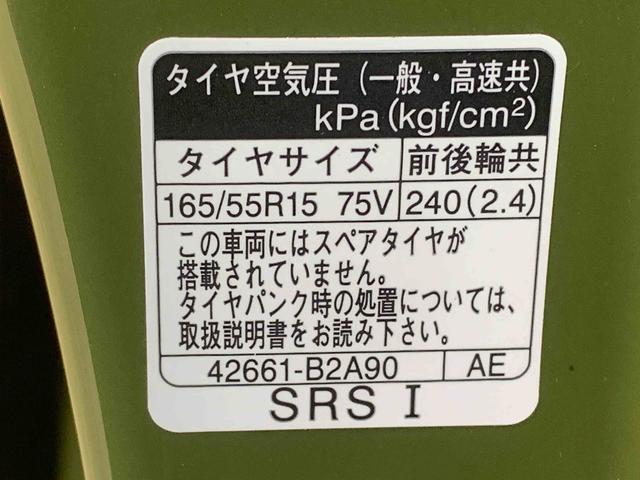 タイヤ空気圧（一般・高速共）
kPa(kgf/cm²)
タイヤサイズ 前後輪共
165/55R15 75V 240(2.4)
この車両にはスペアタイヤが
搭載されていません。
タイヤパンク時の処置については、
取扱説明書をお読み下さい。
42661-B2A90 AE
SRS I